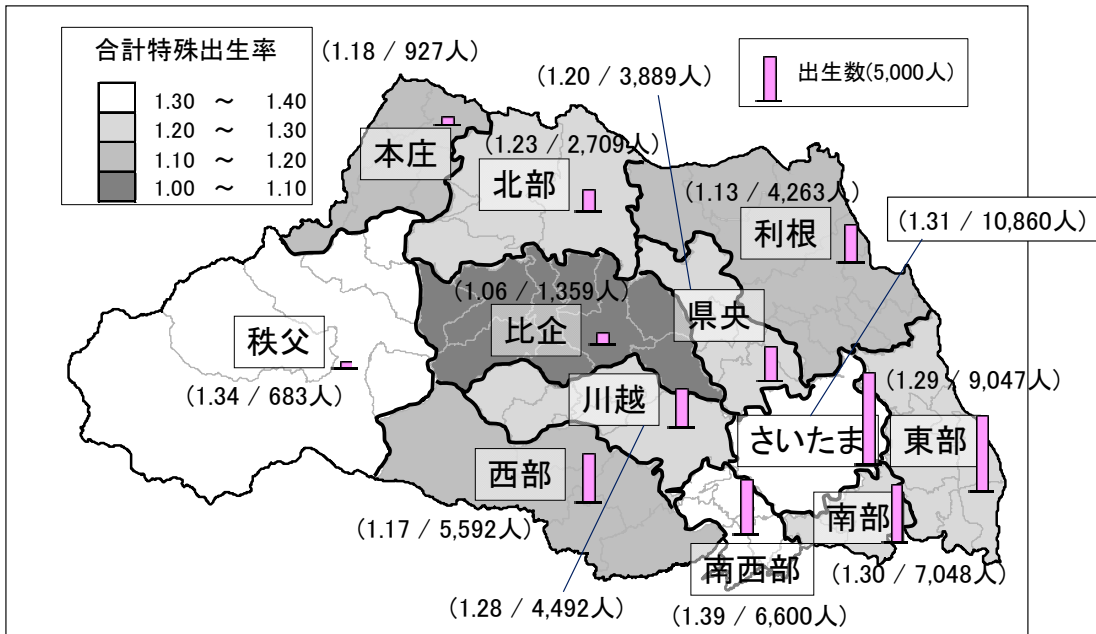 合計特殊出生率
1.30 ～ 1.40
1.20 ～ 1.30
1.10 ～ 1.20
1.00 ～ 1.10
(1.18 / 927人)
(1.20 / 3,889人)
出生数(5,000人)
本庄
(1.23 / 2,709人)
北部
(1.13 / 4,263人)
利根
(1.31 / 10,860人)
(1.06 / 1,359人)
比企
県央
秩父
(1.34 / 683人)
川越
(1.29 / 9,047人)
さいたま
東部
西部
(1.17 / 5,592人)
南部
南西部
(1.30 / 7,048人)
(1.28 / 4,492人)
(1.39 / 6,600人)